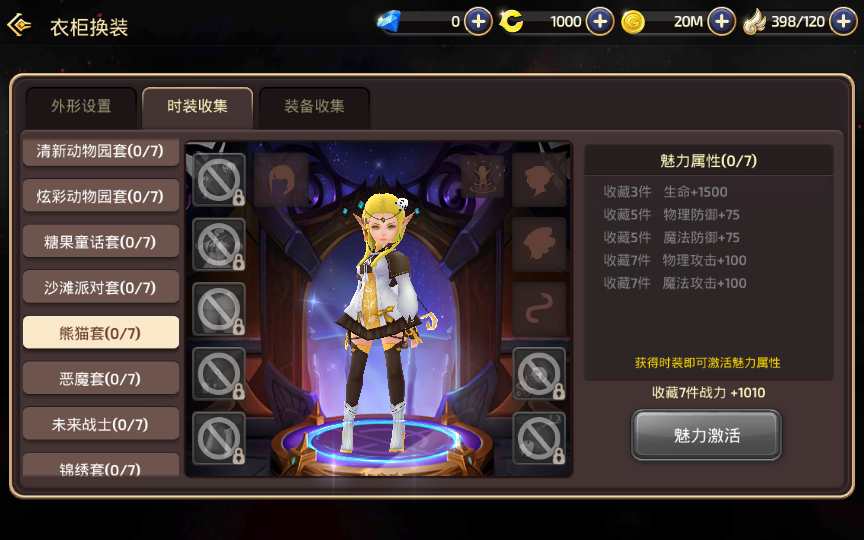 衣柜换装
0
1000
20M
398/120
外形设置
时装收集
装备收集
清新动物园套(0/7)
炫彩动物园套(0/7)
糖果童话套(0/7)
沙滩派对套(0/7)
熊猫套(0/7)
恶魔套(0/7)
未来战士(0/7)
锦绣套(0/7)
魅力属性(0/7)
收藏3件 生命+1500
收藏5件 物理防御+75
收藏5件 魔法防御+75
收藏7件 物理攻击+100
收藏7件 魔法攻击+100
获得时装即可激活魅力属性
收藏7件战力 +1010
魅力激活